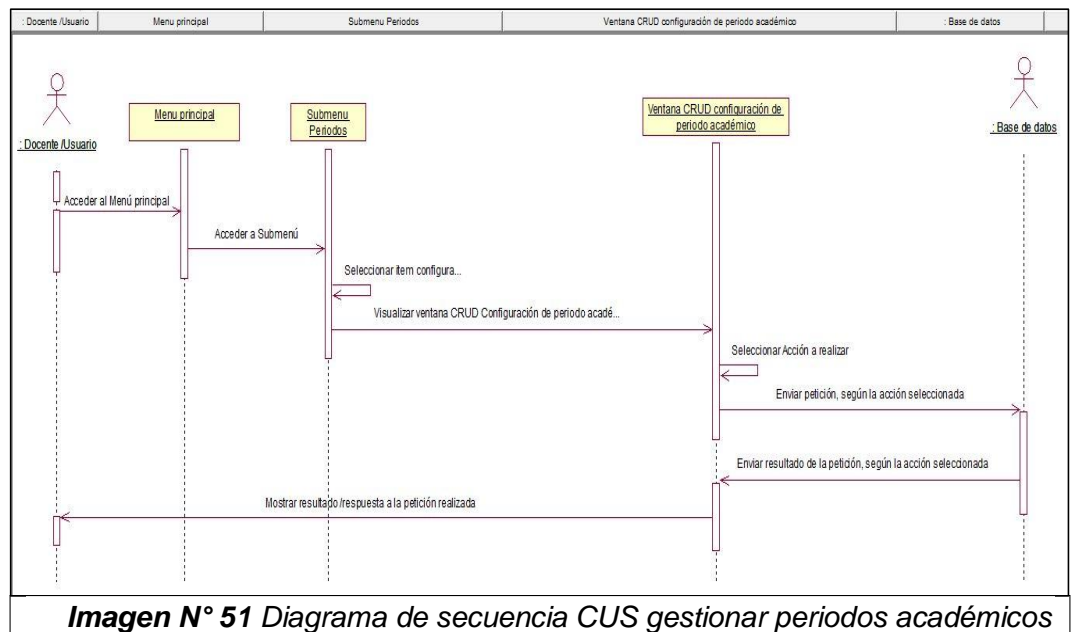 : Docente /Usuario
Menu principal
Submenu Periodos
Ventana CRUD configuración de periodo académico
: Base de datos
: Docente /Usuario
Menu principal
Submenu
Periodos
Ventana CRUD configuración de
periodo académico
: Base de datos
Acceder al Menú principal
Acceder a Submenú
Seleccionar item configura...
Visualizar ventana CRUD Configuración de periodo acadé...
Seleccionar Acción a realizar
Enviar petición, según la acción seleccionada
Enviar resultado de la petición, según la acción seleccionada
Mostrar resultado /respuesta a la petición realizada
Imagen N° 51 Diagrama de secuencia CUS gestionar periodos académicos